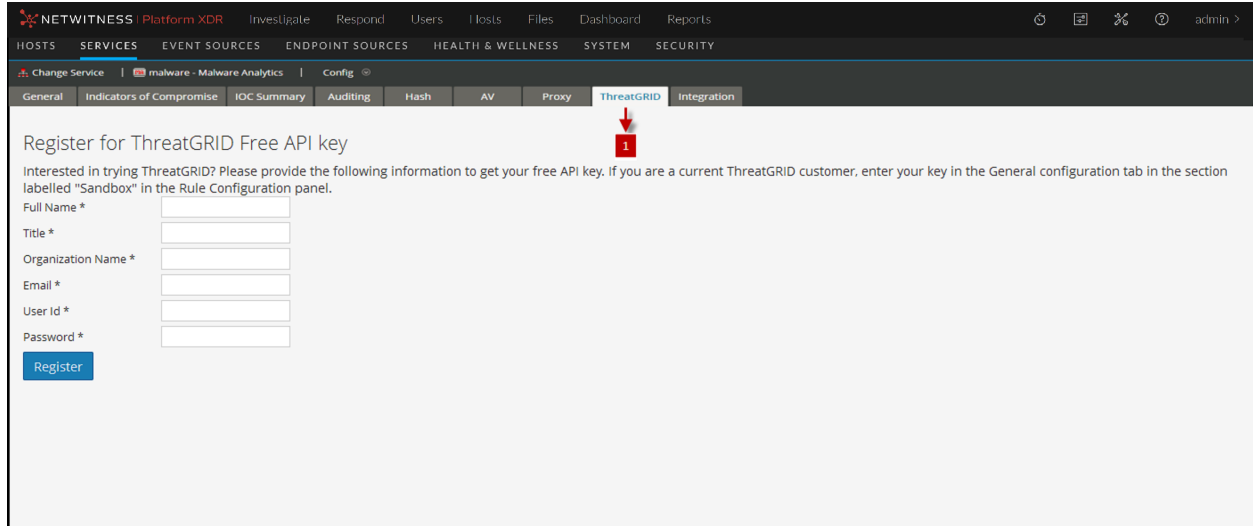 NETWITNESS Platform XDR Investigate Respond Users Hosts Files Dashboard Reports admin >
HOSTS SERVICES EVENT SOURCES ENDPOINT SOURCES HEALTH & WELLNESS SYSTEM SECURITY
Change Service | malware - Malware Analytics | Config
General Indicators of Compromise IOC Summary Auditing Hash AV Proxy ThreatGRID Integration
1
Register for ThreatGRID Free API key
Interested in trying ThreatGRID? Please provide the following information to get your free API key. If you are a current ThreatGRID customer, enter your key in the General configuration tab in the section
labelled "Sandbox" in the Rule Configuration panel.
Full Name *
Title *
Organization Name *
Email *
User Id *
Password *
Register